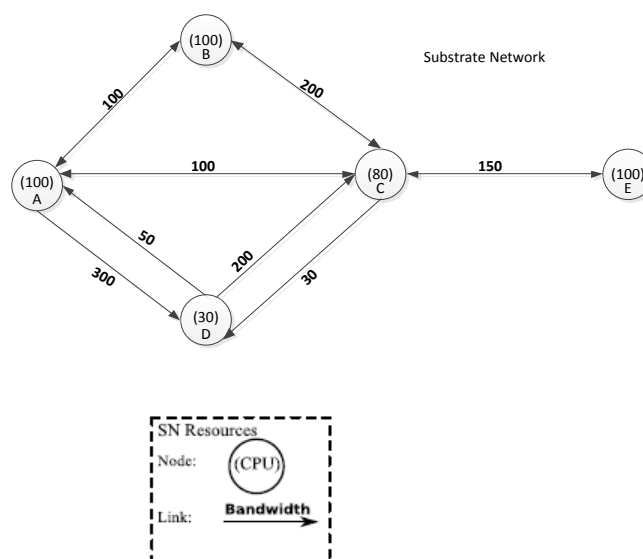 (100)
B
Substrate Network
100
200
100
(100)
A
(80)
C
150
(100)
E
50
200
300
30
(30)
D
SN Resources
Node:
(CPU)
Bandwidth
Link: